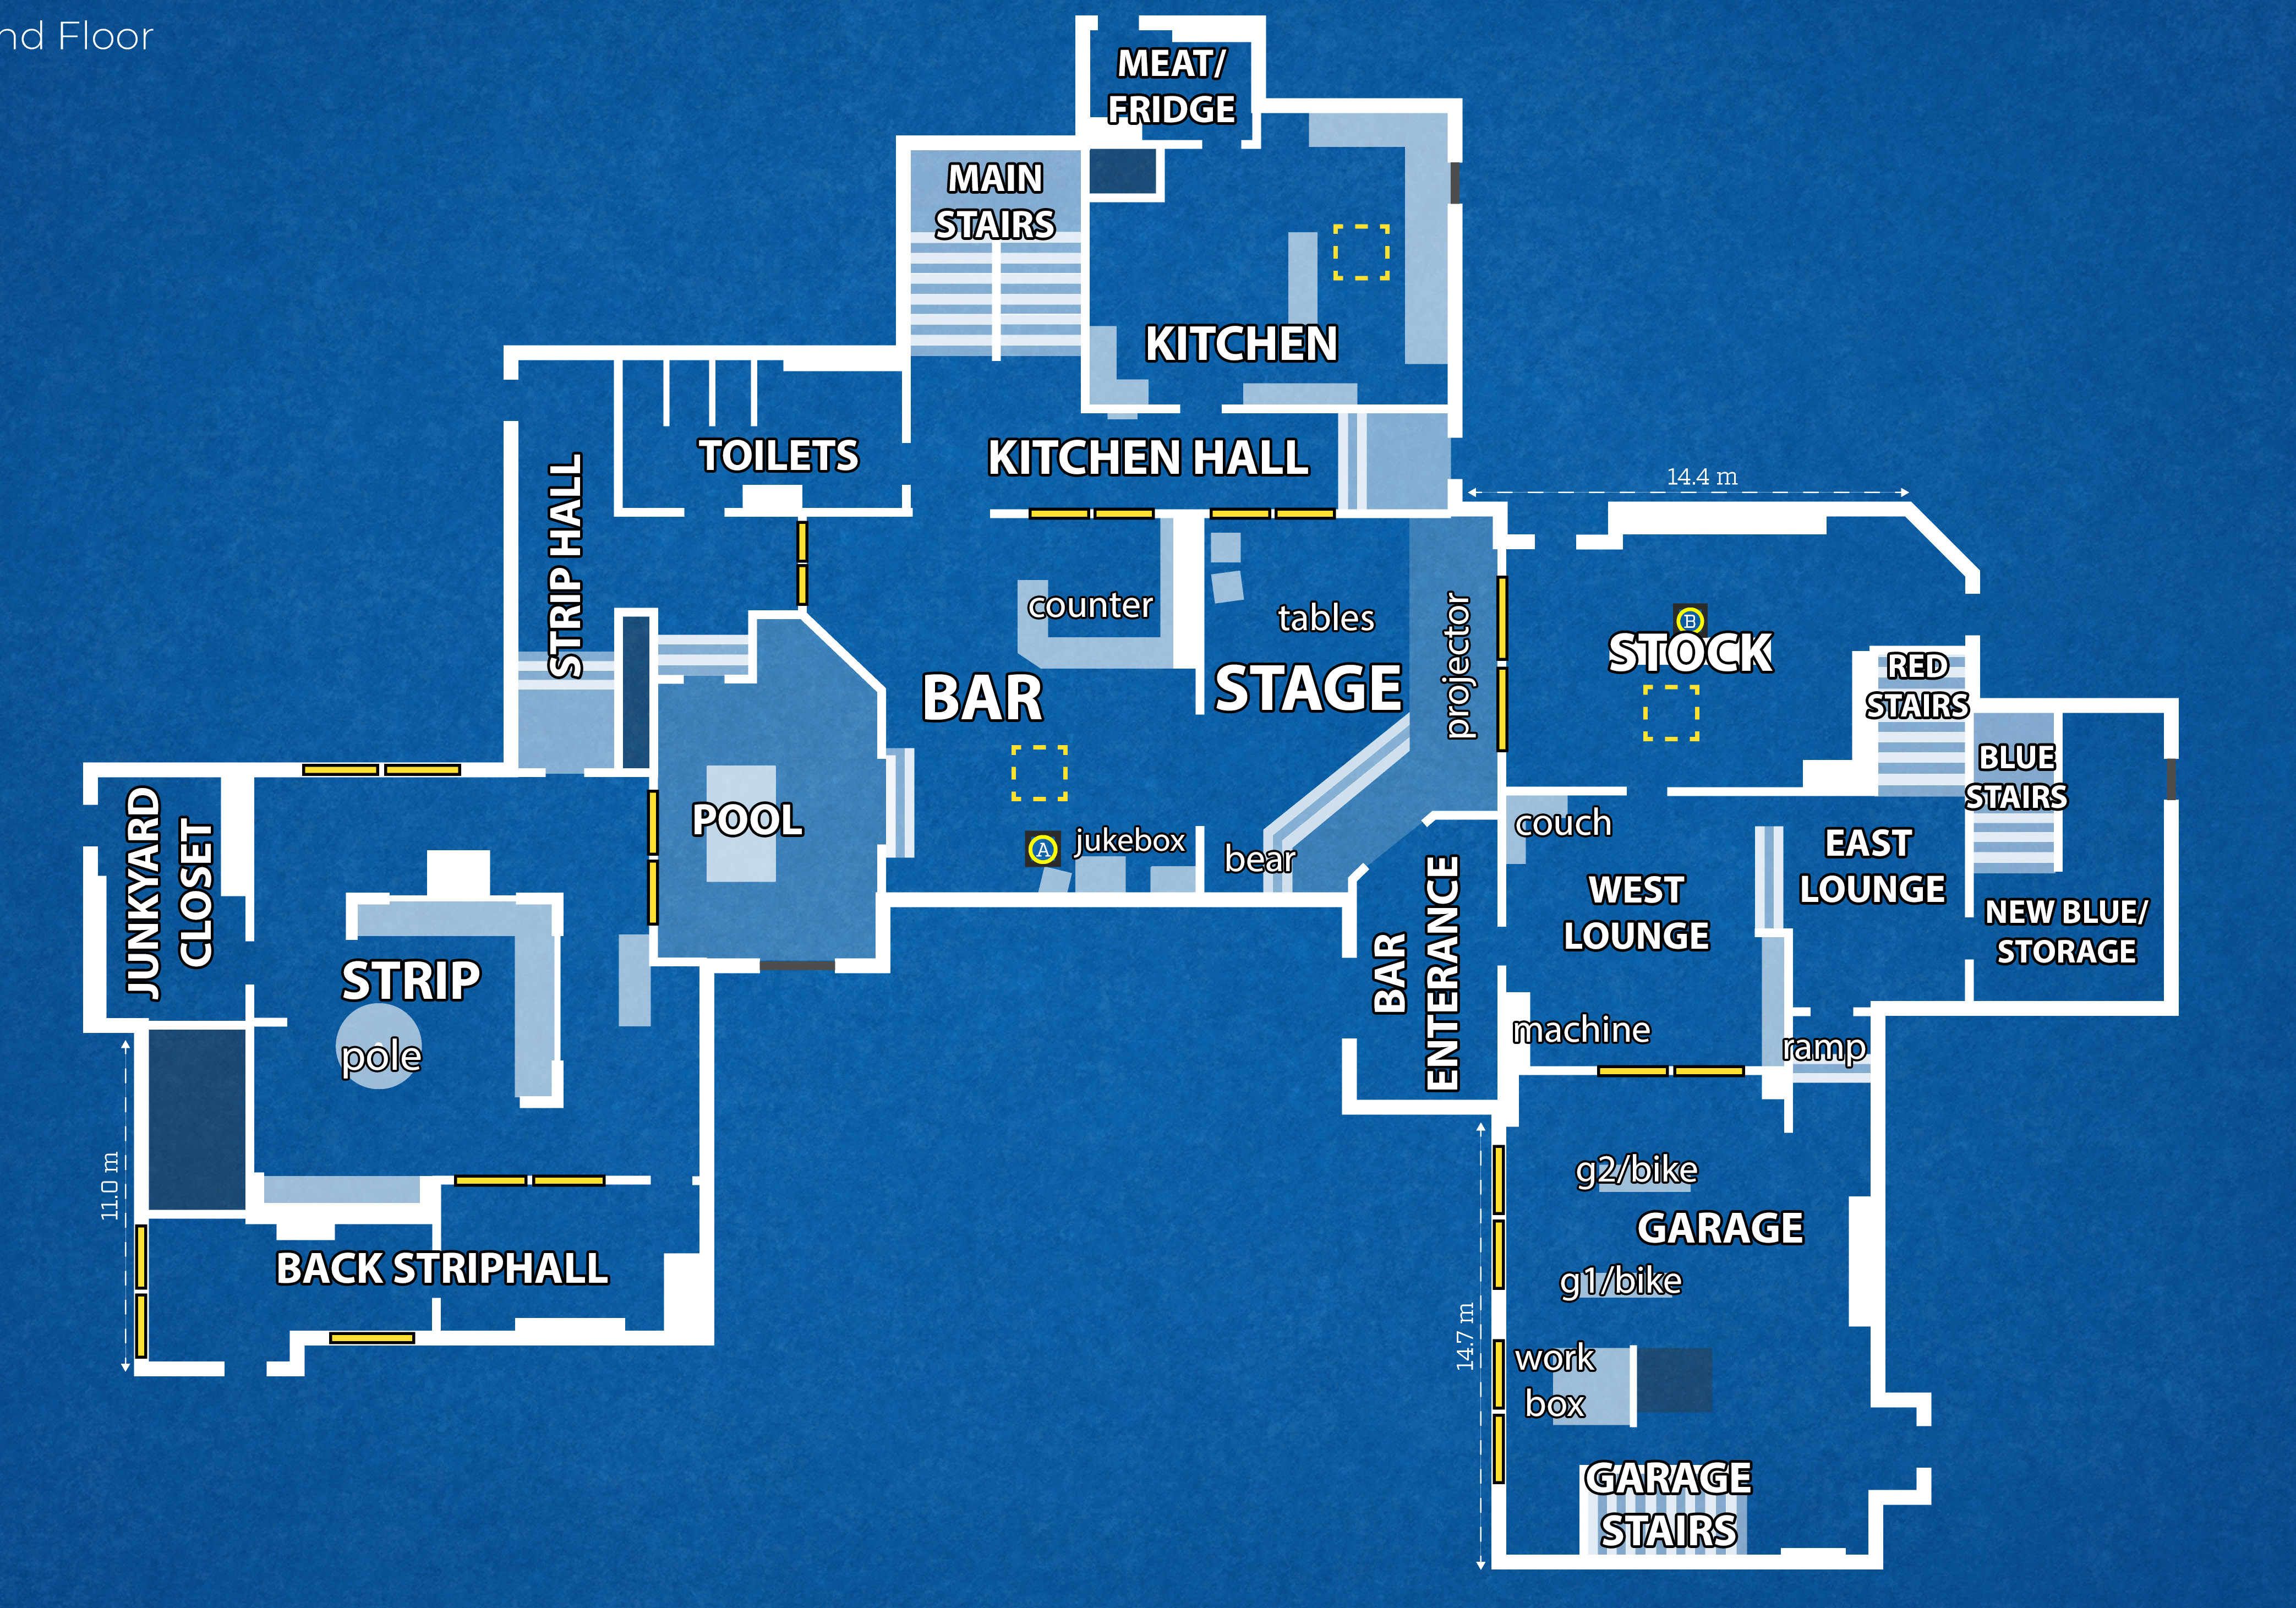 nd Floor
MEAT/
FRIDGE
MAIN
STAIRS
KITCHEN
TOILETS
KITCHEN HALL
STRIP HALL
14.4 m
counter
tables
projector
B
STOCK
BAR
STAGE
RED
STAIRS
BLUE
STAIRS
JUNKYARD
CLOSET
POOL
A
jukebox
bear
couch
EAST
LOUNGE
WEST
LOUNGE
NEW BLUE/
STORAGE
BAR
ENTERANCE
STRIP
pole
machine
ramp
11.0 m
g2/bike
GARAGE
BACK STRIPHALL
g1/bike
14.7 m
work
box
GARAGE
STAIRS